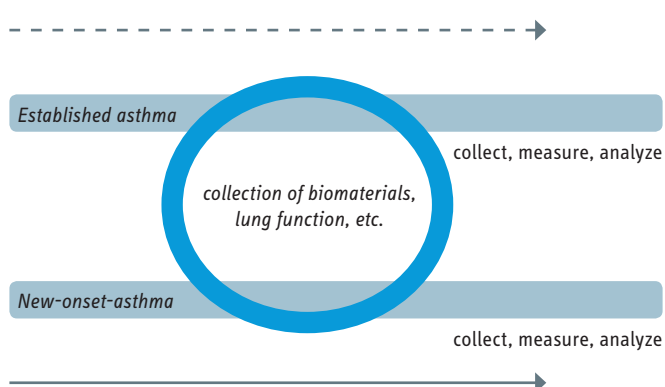 Established asthma
collect, measure, analyze
collection of biomaterials,
lung function, etc.
New-onset-asthma
collect, measure, analyze